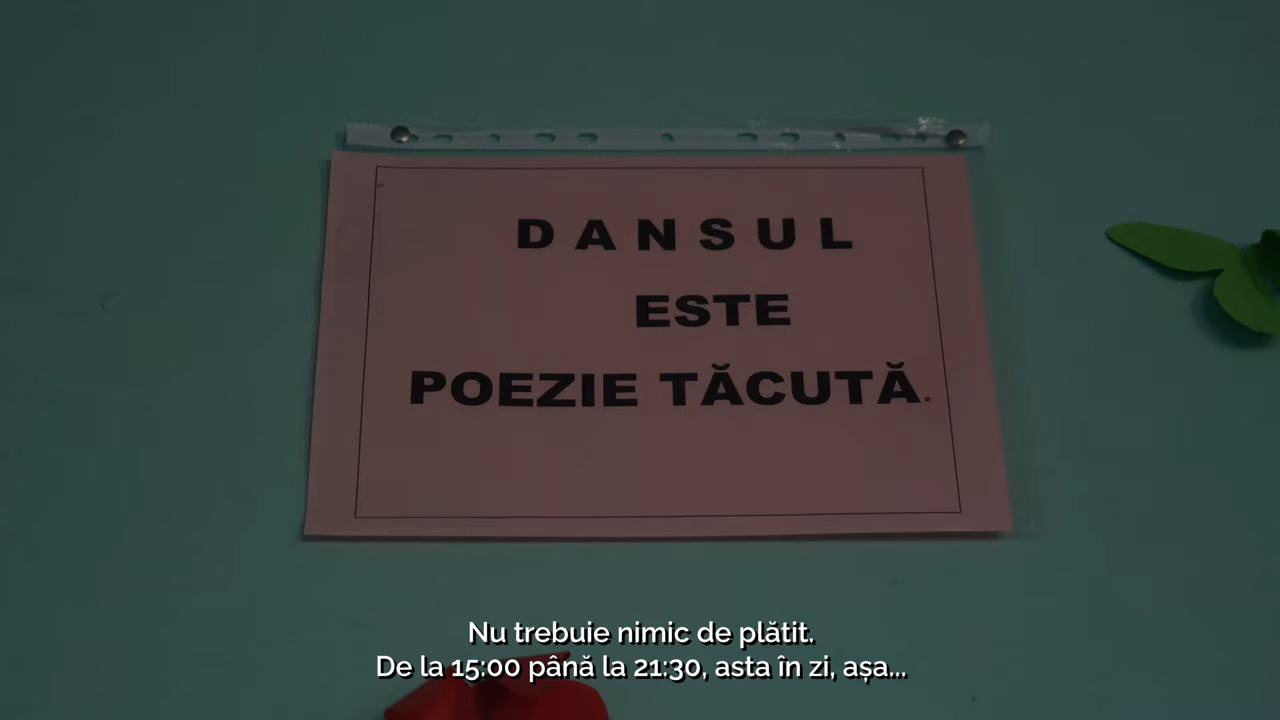 DANSUL
ESTE
POEZIE TĂCUTĂ.
Nu trebuie nimic de plătit.
De la 15:00 până la 21:30, asta în zi, așa...